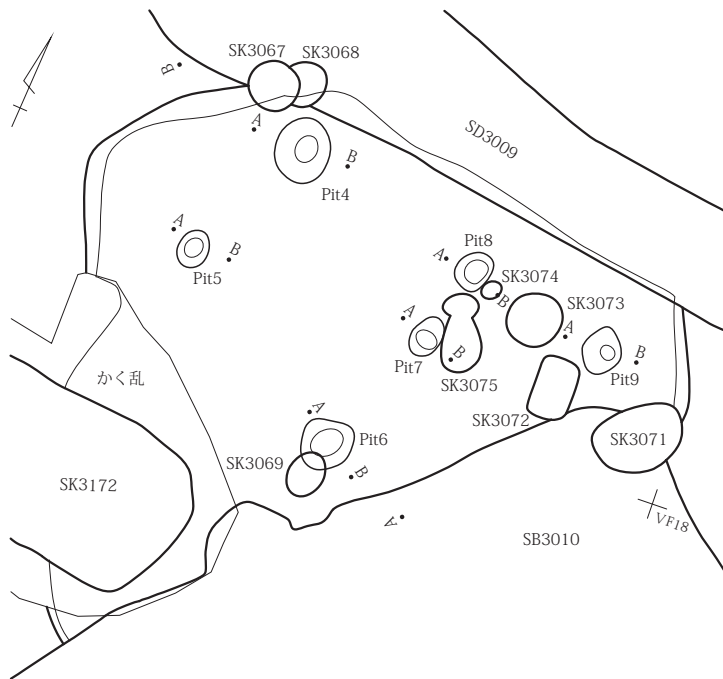 SK3067
SK3068
B
A
SD3009
B
Pit4
A
B
Pit5
Pit8
A
SK3074
B
SK3073
A
A
Pit7
B
Pit9
B
かく乱
SK3075
A
SK3072
Pit6
SK3071
SK3069
B
SK3172
A
VF18
SB3010